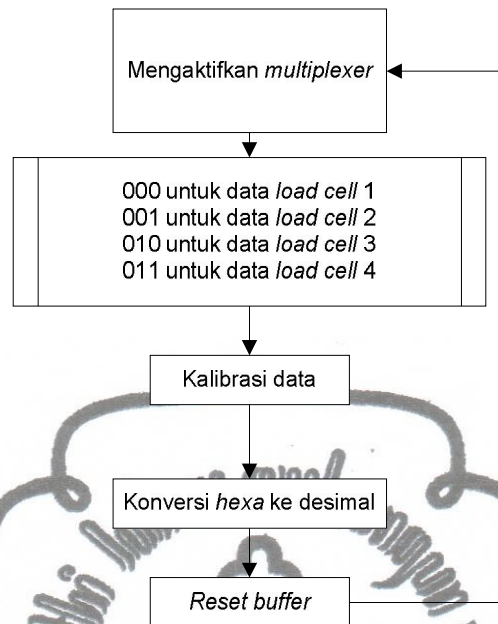 Mengaktifkan multiplexer
000 untuk data load cell 1
001 untuk data load cell 2
010 untuk data load cell 3
011 untuk data load cell 4
Kalibrasi data
Konversi hexa ke desimal
Reset buffer